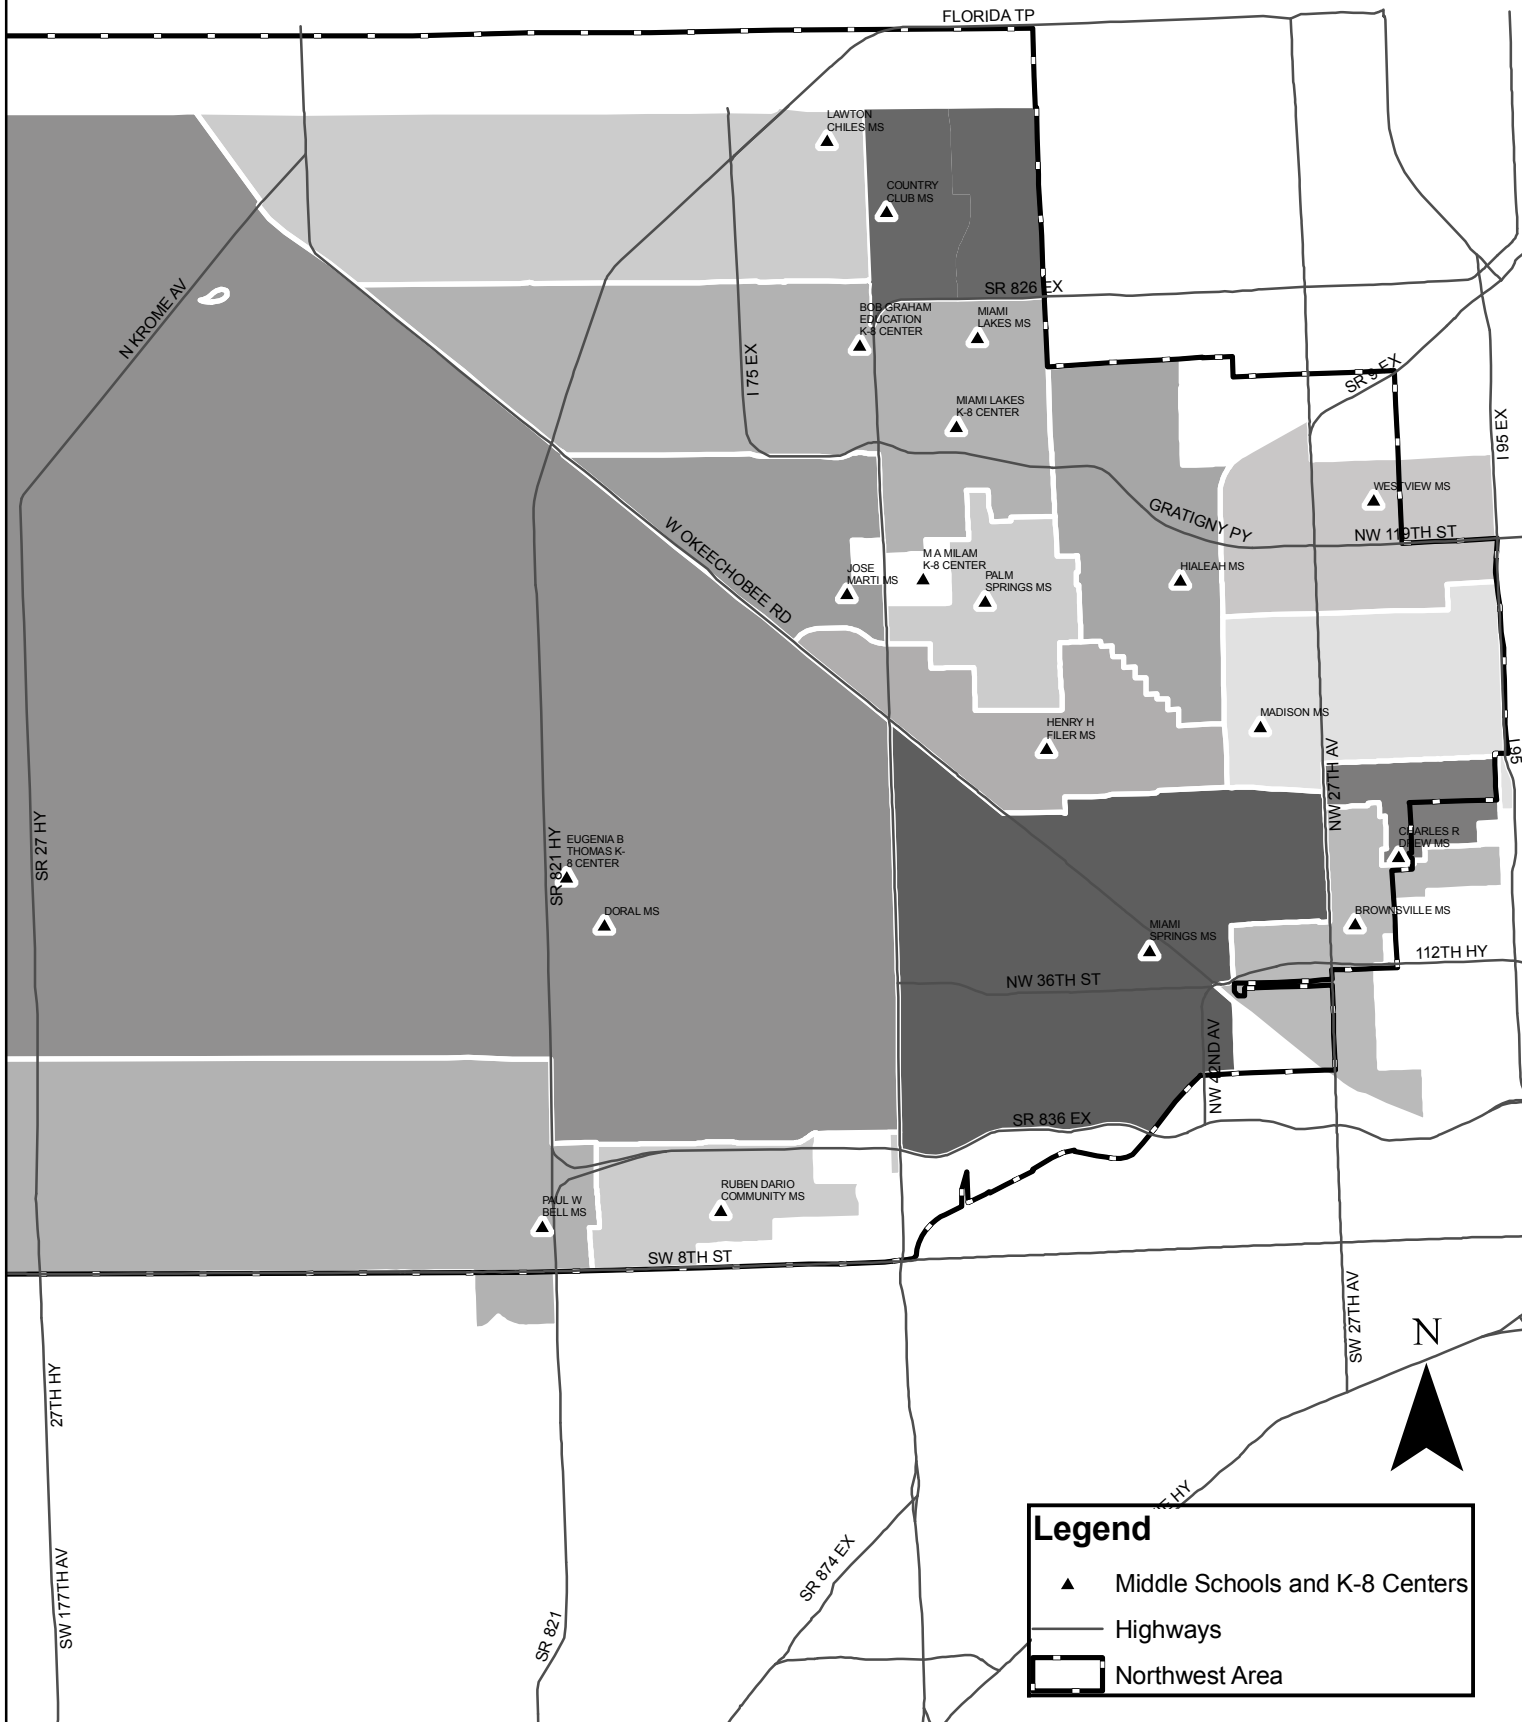 FLORIDA TP
LAWTON
CHILES MS
COUNTRY
CLUB MS
N KROME AV
SR 826 EX
BOB GRAHAM
EDUCATION
K-8 CENTER
MIAMI
LAKES MS
I 75 EX
SR 9 EX
MIAMI LAKES
K-8 CENTER
I 95 EX
WESTVIEW MS
GRATIGNY PY
NW 119TH ST
W OKEECHOBEE RD
M A MILAM
K-8 CENTER
JOSE
MARTI MS
PALM
SPRINGS MS
HIALEAH MS
MADISON MS
HENRY H
FILER MS
I 95
NW 27TH AV
SR 27 HY
SR 821 HY
EUGENIA B
THOMAS K-
8 CENTER
CHARLES R
DREW MS
DORAL MS
BROWNSVILLE MS
MIAMI
SPRINGS MS
112TH HY
NW 36TH ST
NW 42ND AV
SR 836 EX
PAUL W
BELL MS
RUBEN DARIO
COMMUNITY MS
SW 8TH ST
SW 27TH AV
N
27TH HY
SW 177TH AV
SR 821
SR 874 EX
HY
Legend
Middle Schools and K-8 Centers
Highways
Northwest Area